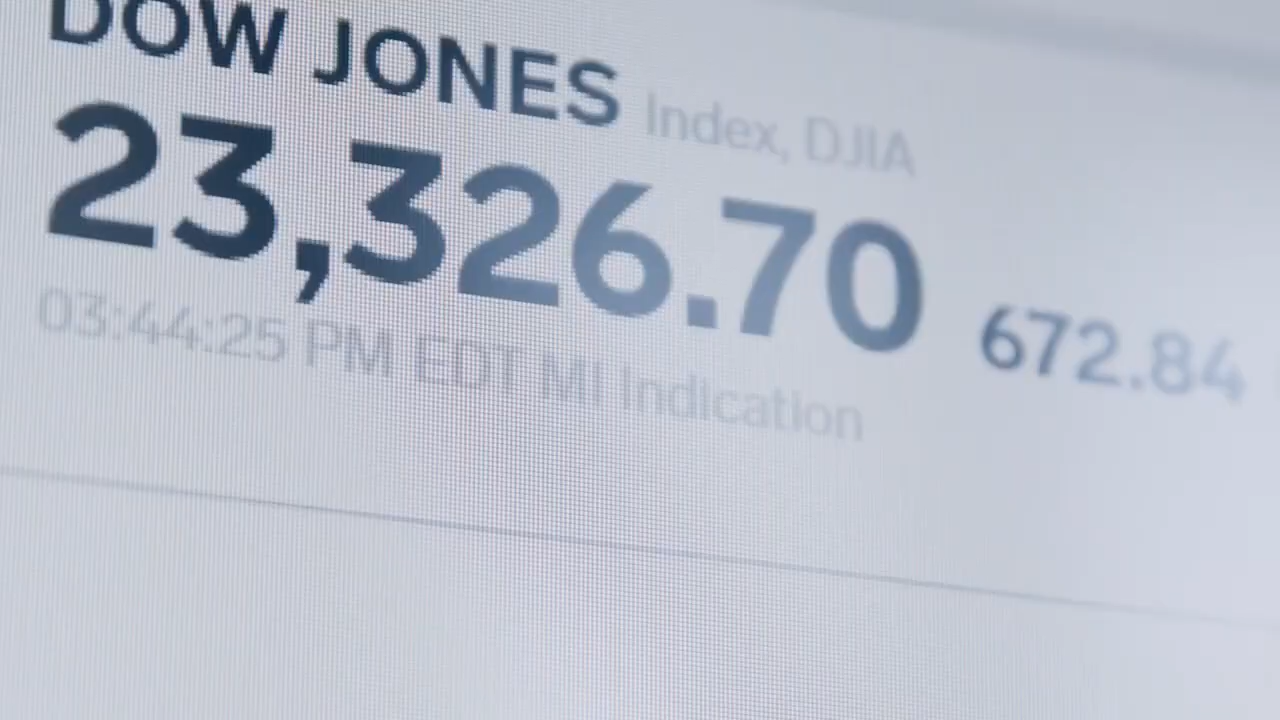 DOW JONES Index, DJIA
23,326.70 672.84
03:44:25 PM EDT MI Indication